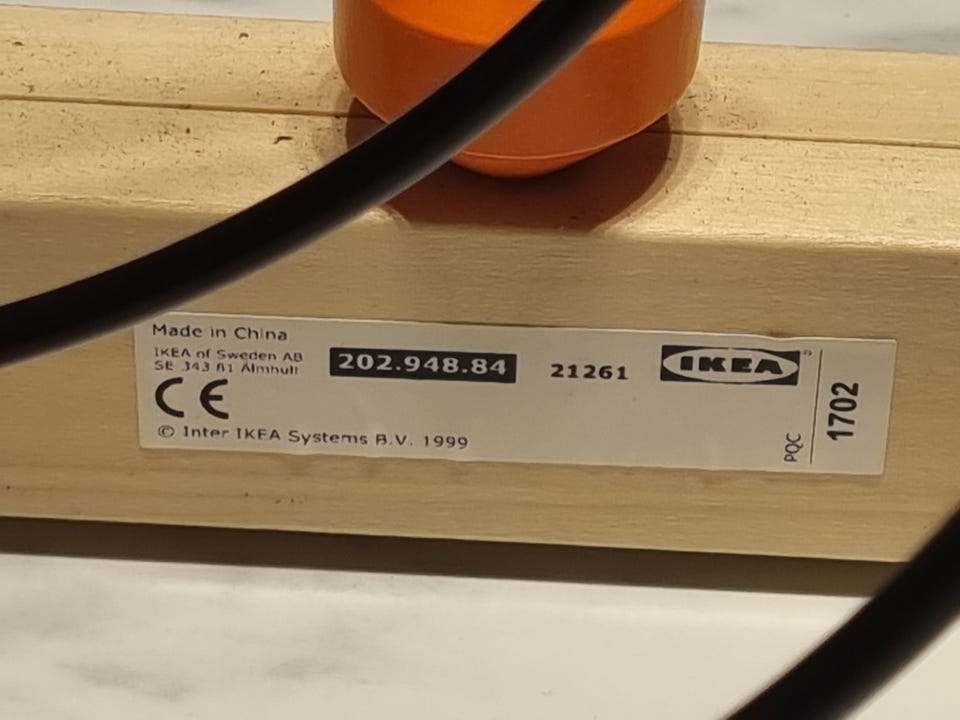 Made in China
IKEA of Sweden AB
SE 343 81 Älmhult
202.948.84
21261
IKEA
CE
© Inter IKEA Systems B.V. 1999
PQC
1702